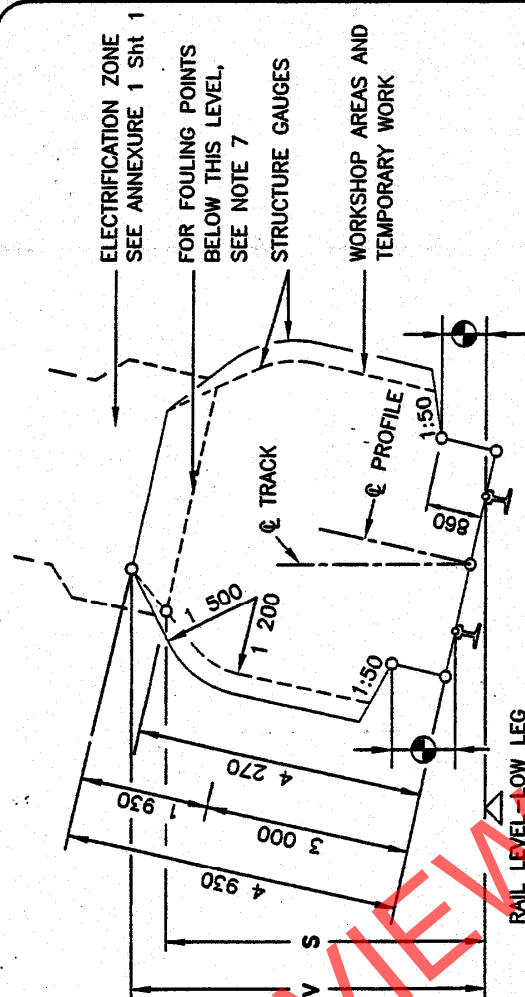 ELECTRIFICATION ZONE
SEE ANNEXURE 1 Sht 1
FOR FOULING POINTS
BELOW THIS LEVEL,
SEE NOTE 7
STRUCTURE GAUGES
WORKSHOP AREAS AND
TEMPORARY WORK
1:50
℄ PROFILE
860
℄ TRACK
1 500
1 200
1:50
4 270
1 930
3 000
4 930
S
V
RAIL LEVEL-LOW LEG
VIEW